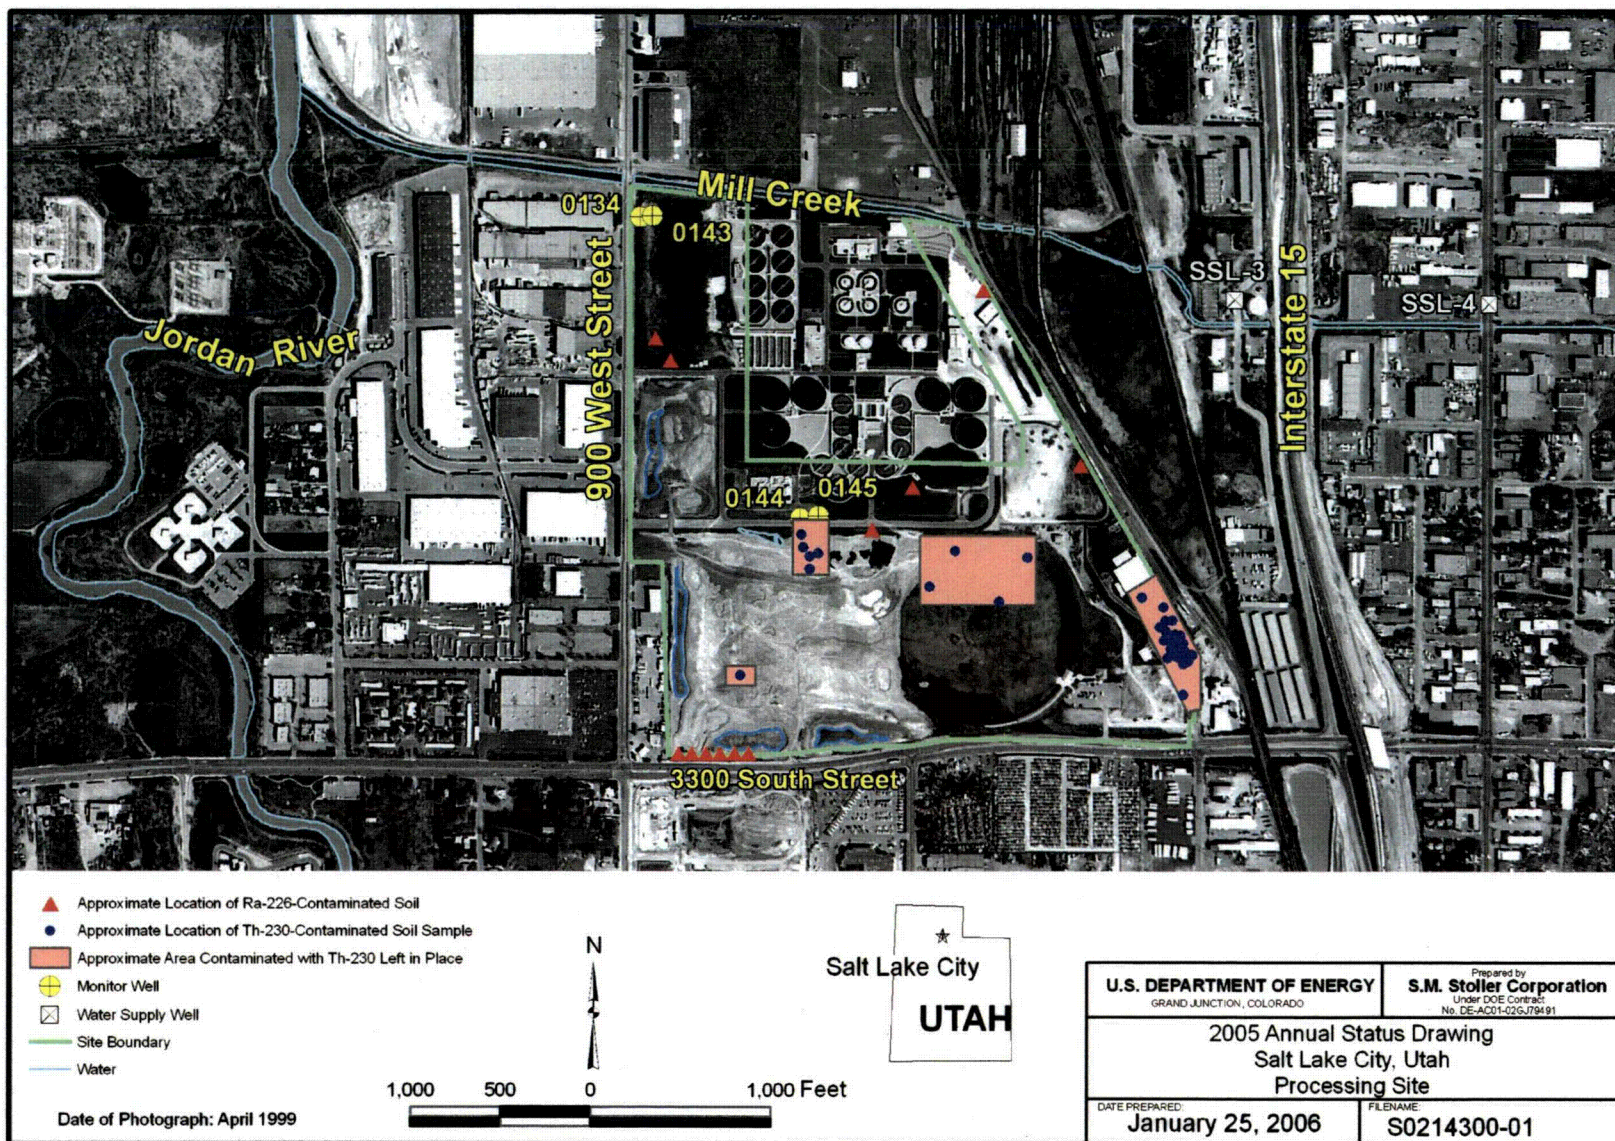 Mill Creek
0134
0143
900 West Street
Jordan River
SSL-3
SSL-4
Interstate 15
0144
0145
3300 South Street
Approximate Location of Ra-226-Contaminated Soil
Approximate Location of Th-230-Contaminated Soil Sample
Approximate Area Contaminated with Th-230 Left in Place
Monitor Well
Water Supply Well
Site Boundary
Water
Date of Photograph: April 1999
N
1,000 500 0 1,000 Feet
Salt Lake City
UTAH
U.S. DEPARTMENT OF ENERGY
GRAND JUNCTION, COLORADO
Prepared by
S.M. Stoller Corporation
Under DOE Contract
No. DE-AC01-02GJ79491
2005 Annual Status Drawing
Salt Lake City, Utah
Processing Site
DATE PREPARED:
January 25, 2006
FILENAME:
S0214300-01